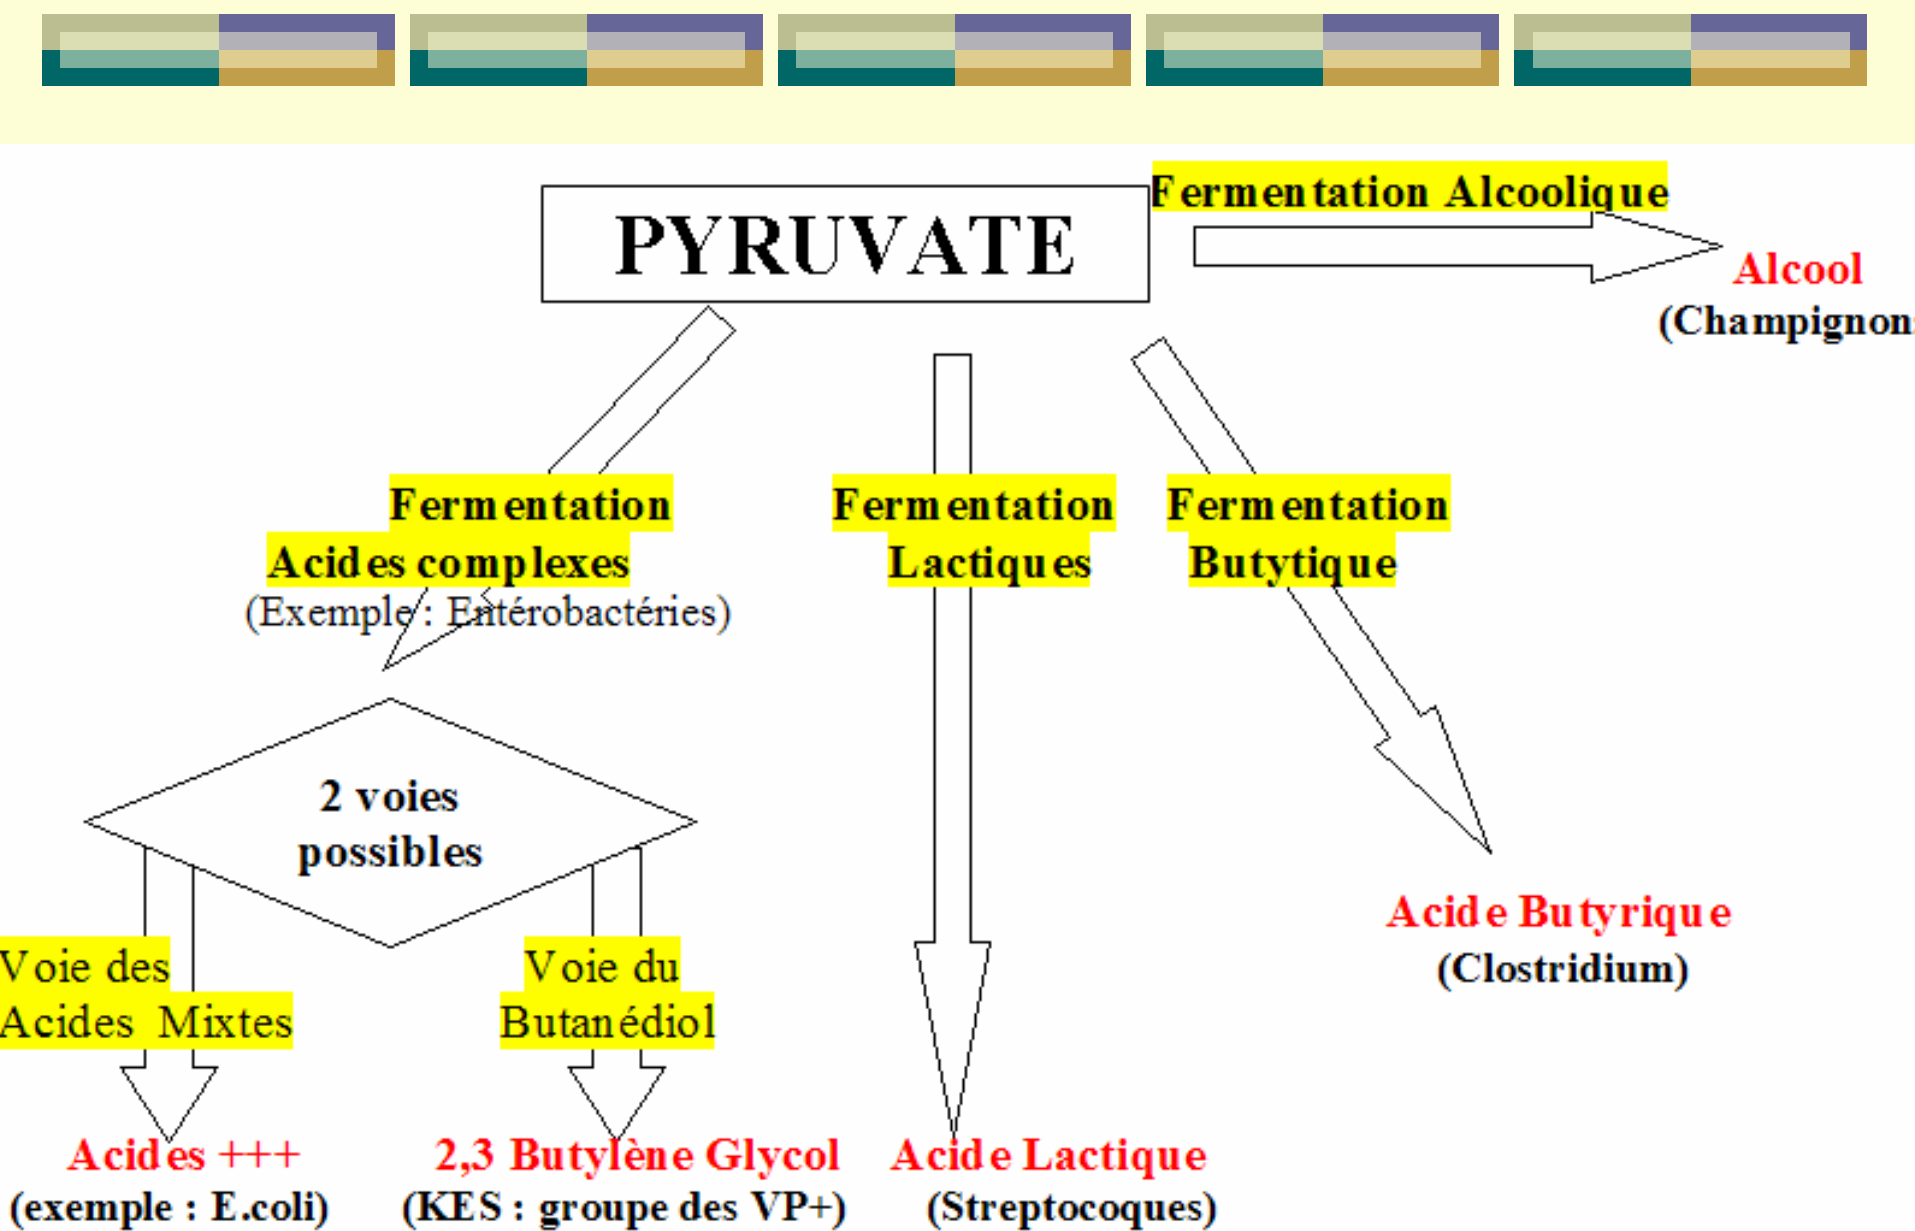 Fermentation Alcoolique
PYRUVATE
Alcool
(Champignons
Fermentation
Acides complexes
(Exemple : Entérobactéries)
Fermentation
Lactiques
Fermentation
Butytique
2 voies
possibles
Acide Butyrique
(Clostridium)
Voie des
Acides Mixtes
Voie du
Butanédiol
Acides +++
(exemple : E.coli)
2,3 Butylène Glycol
(KES : groupe des VP+)
Acide Lactique
(Streptocoques)